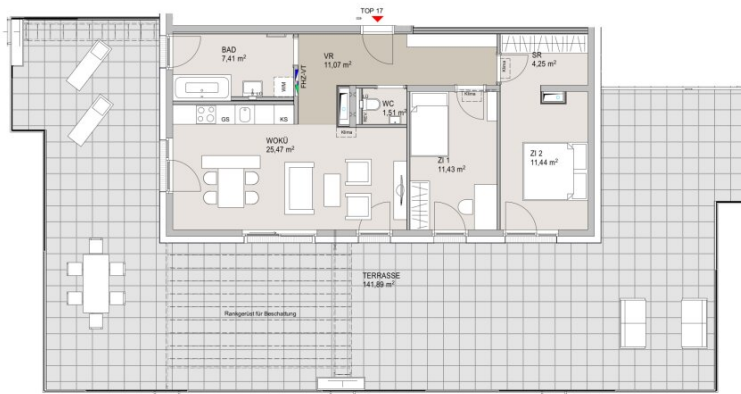 TOP 17
BAD
7,41 m²
VR
11,07 m²
SR
4,25 m²
FHZ-VT
WM
Klima
Klima
WC
1,51 m²
GS
KS
Klima
WOKÜ
25,47 m²
ZI 1
11,43 m²
ZI 2
11,44 m²
TERRASSE
141,89 m²
Rankgerüst für Beschattung